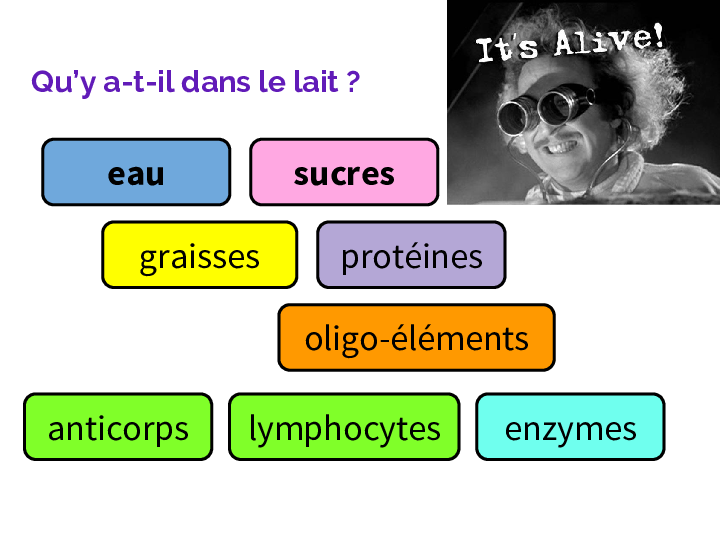 It's Alive!
Qu’y a-t-il dans le lait ?
eau
sucres
graisses
protéines
oligo-éléments
anticorps
lymphocytes
enzymes